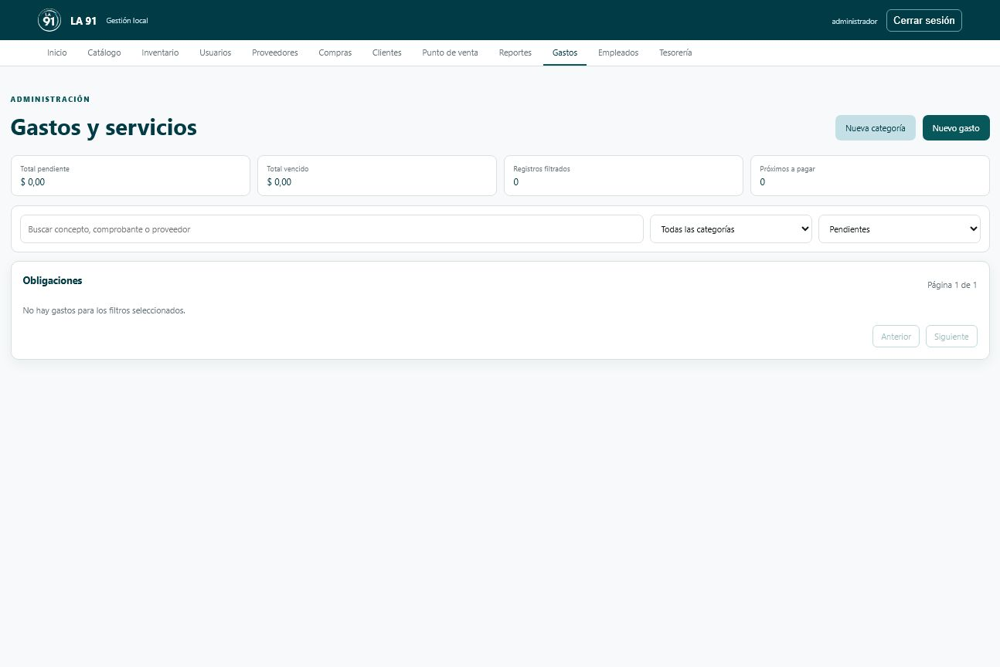 LA
91
LA 91
Gestión local
administrador
Cerrar sesión
Inicio
Catálogo
Inventario
Usuarios
Proveedores
Compras
Clientes
Punto de venta
Reportes
Gastos
Empleados
Tesorería
ADMINISTRACIÓN
Gastos y servicios
Nueva categoría
Nuevo gasto
Total pendiente
$ 0,00
Total vencido
$ 0,00
Registros filtrados
0
Próximos a pagar
0
Buscar concepto, comprobante o proveedor
Todas las categorías
Pendientes
Obligaciones
Página 1 de 1
No hay gastos para los filtros seleccionados.
Anterior
Siguiente